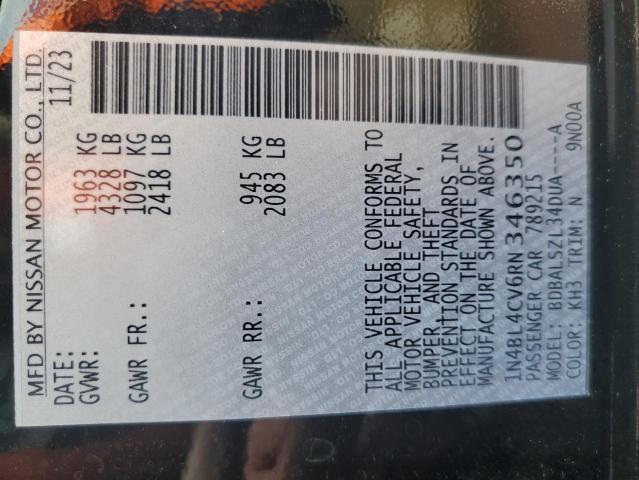 MFD BY NISSAN MOTOR CO., LTD.
DATE: 11/23
GVWR: 1963 KG
4328 LB
GAWR FR.: 1097 KG
2418 LB
GAWR RR.: 945 KG
2083 LB
THIS VEHICLE CONFORMS TO
ALL APPLICABLE FEDERAL
MOTOR VEHICLE SAFETY,
BUMPER AND THEFT
PREVENTION STANDARDS IN
EFFECT ON THE DATE OF
MANUFACTURE SHOWN ABOVE.
1N4BL4CV6RN346350
PASSENGER CAR 789215
MODEL: BDBALSZL34DUA----A
COLOR: KH3 TRIM: N 9N00A